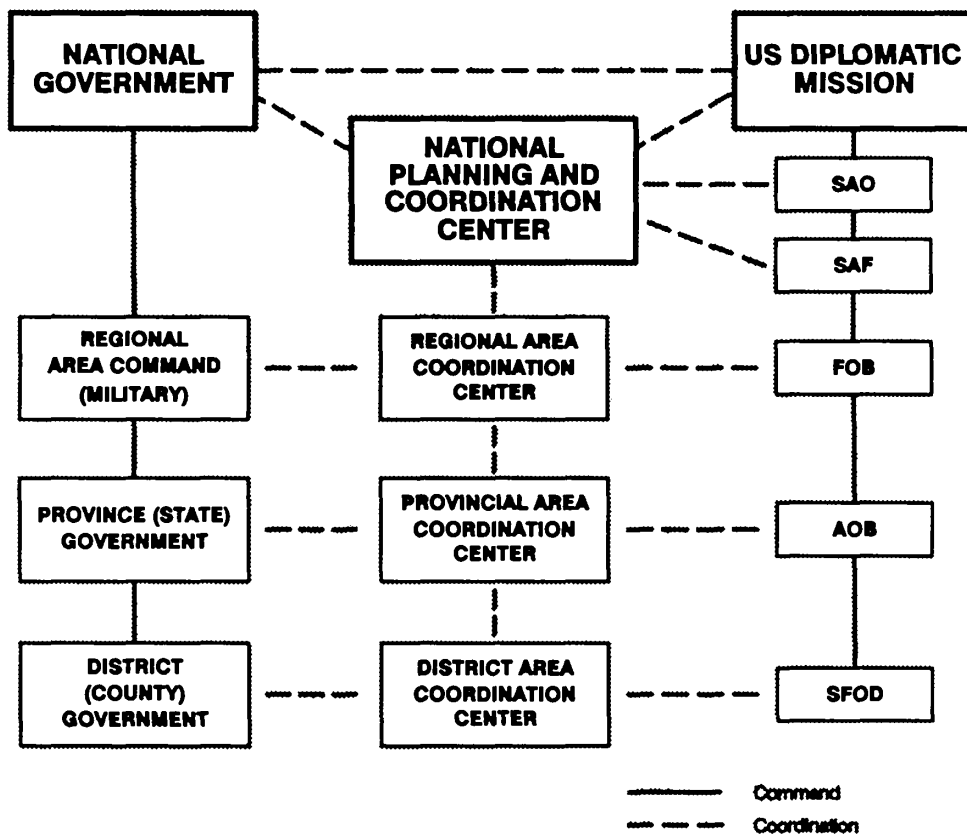 NATIONAL
GOVERNMENT
US DIPLOMATIC
MISSION
NATIONAL
PLANNING AND
COORDINATION
CENTER
SAO
SAF
REGIONAL
AREA COMMAND
(MILITARY)
REGIONAL AREA
COORDINATION
CENTER
FOB
PROVINCE (STATE)
GOVERNMENT
PROVINCIAL AREA
COORDINATION
CENTER
AOB
DISTRICT
(COUNTY)
GOVERNMENT
DISTRICT AREA
COORDINATION
CENTER
SFOD
Command
Coordination